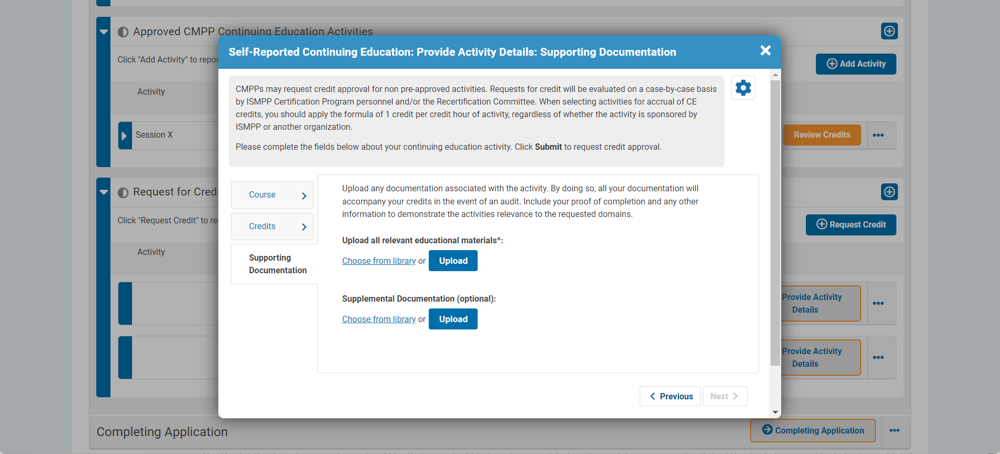 Approved CMPP Continuing Education Activities
Click "Add Activity" to repor
Add Activity
Activity
Session X
Review Credits
Request for Cred
Click "Request Credit" to re
Request Credit
Activity
Provide Activity
Details
Provide Activity
Details
Completing Application
Completing Application
Self-Reported Continuing Education: Provide Activity Details: Supporting Documentation
CMPPs may request credit approval for non pre-approved activities. Requests for credit will be evaluated on a case-by-case basis
by ISMPP Certification Program personnel and/or the Recertification Committee. When selecting activities for accrual of CE
credits, you should apply the formula of 1 credit per credit hour of activity, regardless of whether the activity is sponsored by
ISMPP or another organization.
Please complete the fields below about your continuing education activity. Click Submit to request credit approval.
Course
Credits
Supporting
Documentation
Upload any documentation associated with the activity. By doing so, all your documentation will
accompany your credits in the event of an audit. Include your proof of completion and any other
information to demonstrate the activities relevance to the requested domains.
Upload all relevant educational materials*:
Choose from library or Upload
Supplemental Documentation (optional):
Choose from library or Upload
Previous
Next